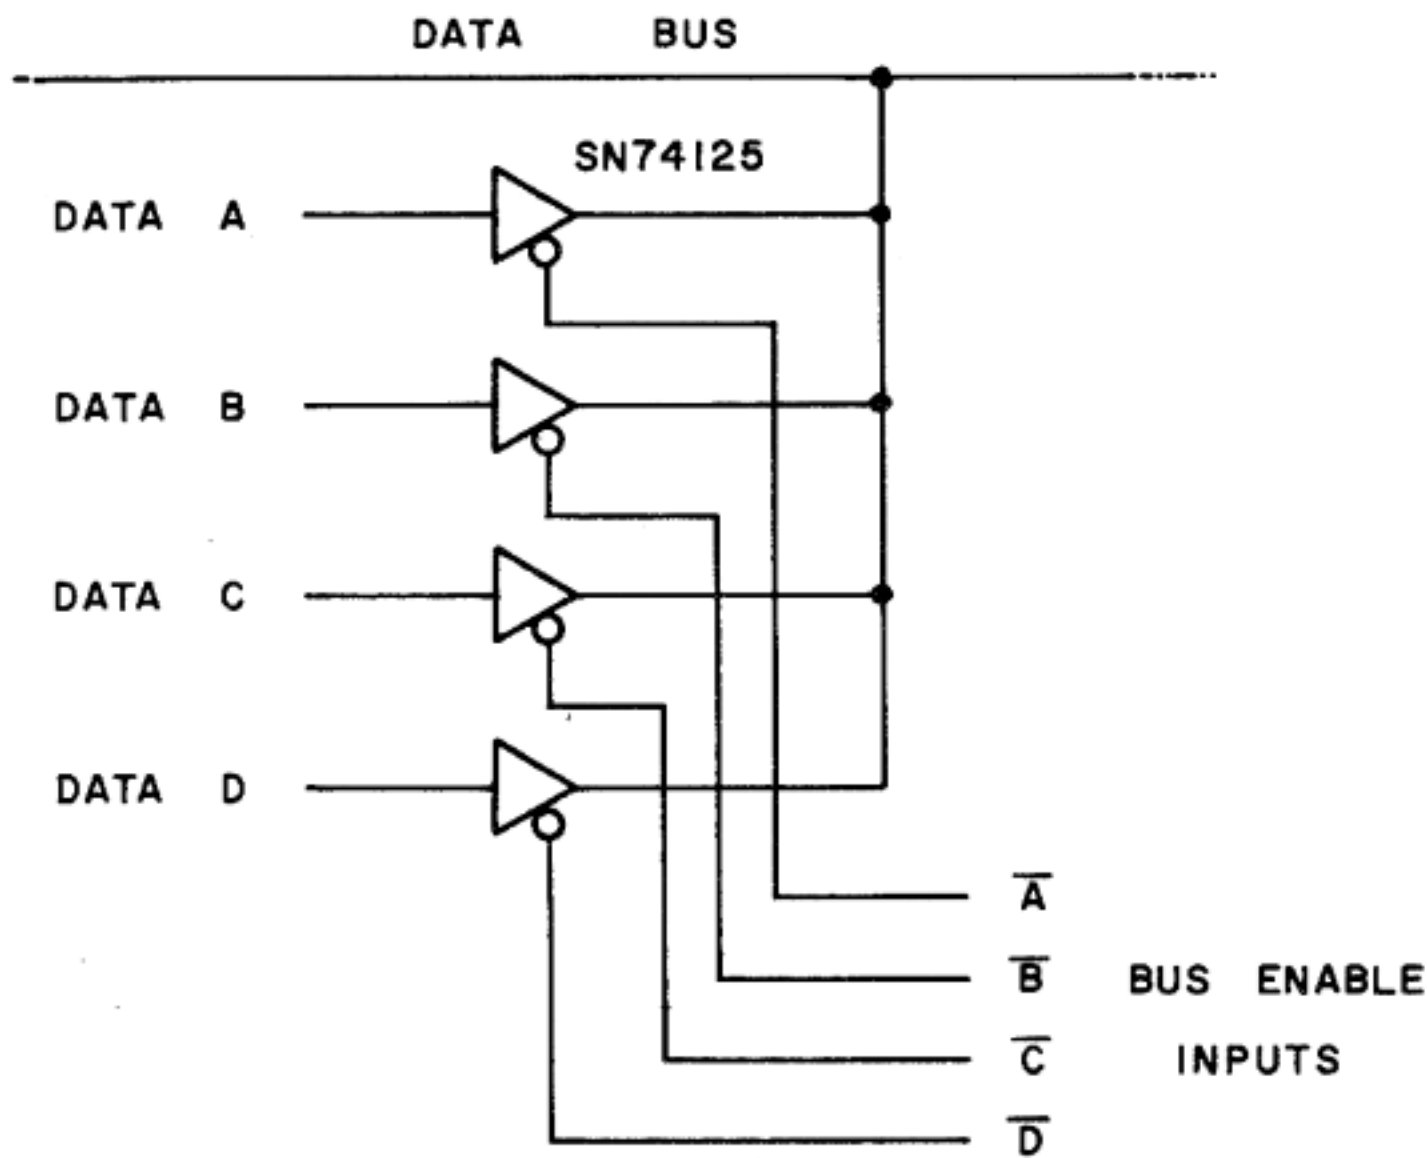 DATA BUS
SN74125
DATA A
DATA B
DATA C
DATA D
A̅
B̅ BUS ENABLE
C̅ INPUTS
D̅